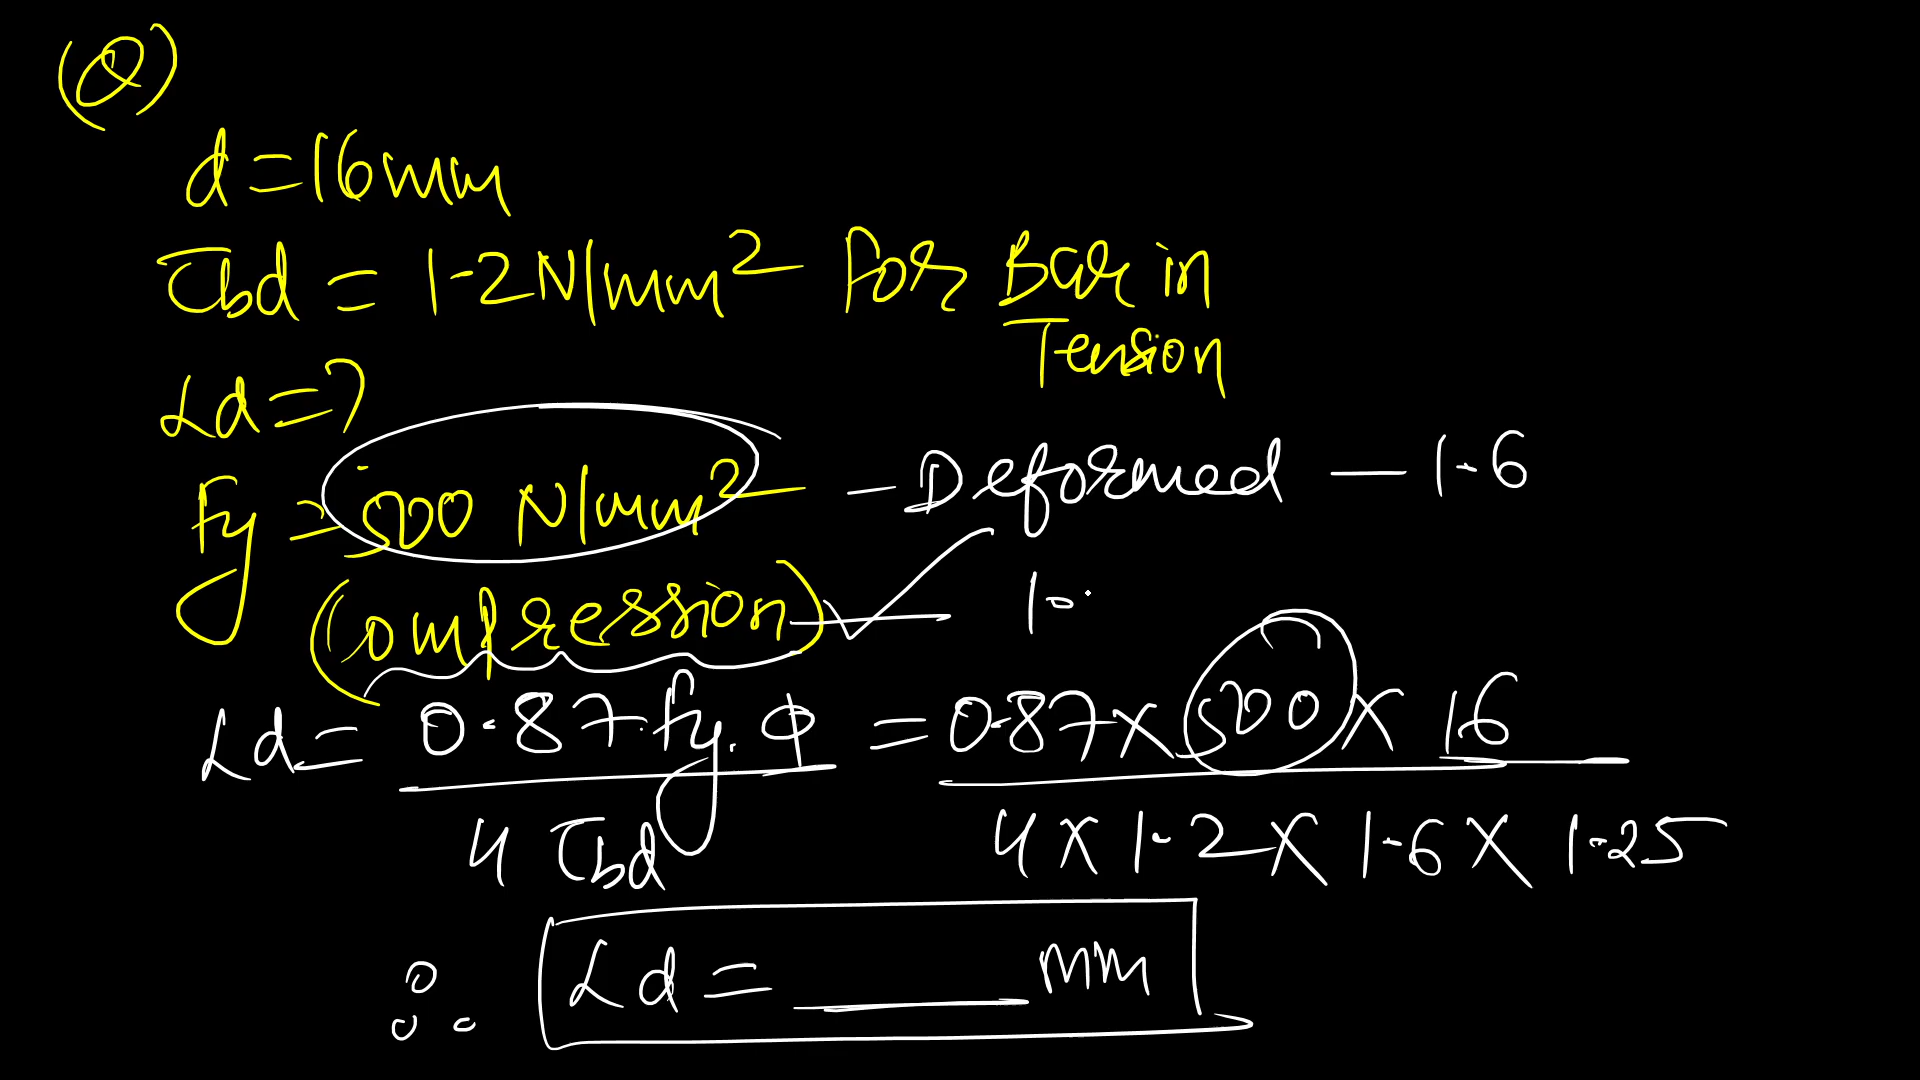 (Q)
d=16mm
τbd = 1.2N/mm² For Bar in
Tension
Ld=?
Fy = 500 N/mm² - Deformed - 1.6
(Compression) 1.
Ld = 0.87.fy.φ = 0.87 × 500 × 16
4 τbd 4 × 1.2 × 1.6 × 1.25
∴ Ld = ____ mm